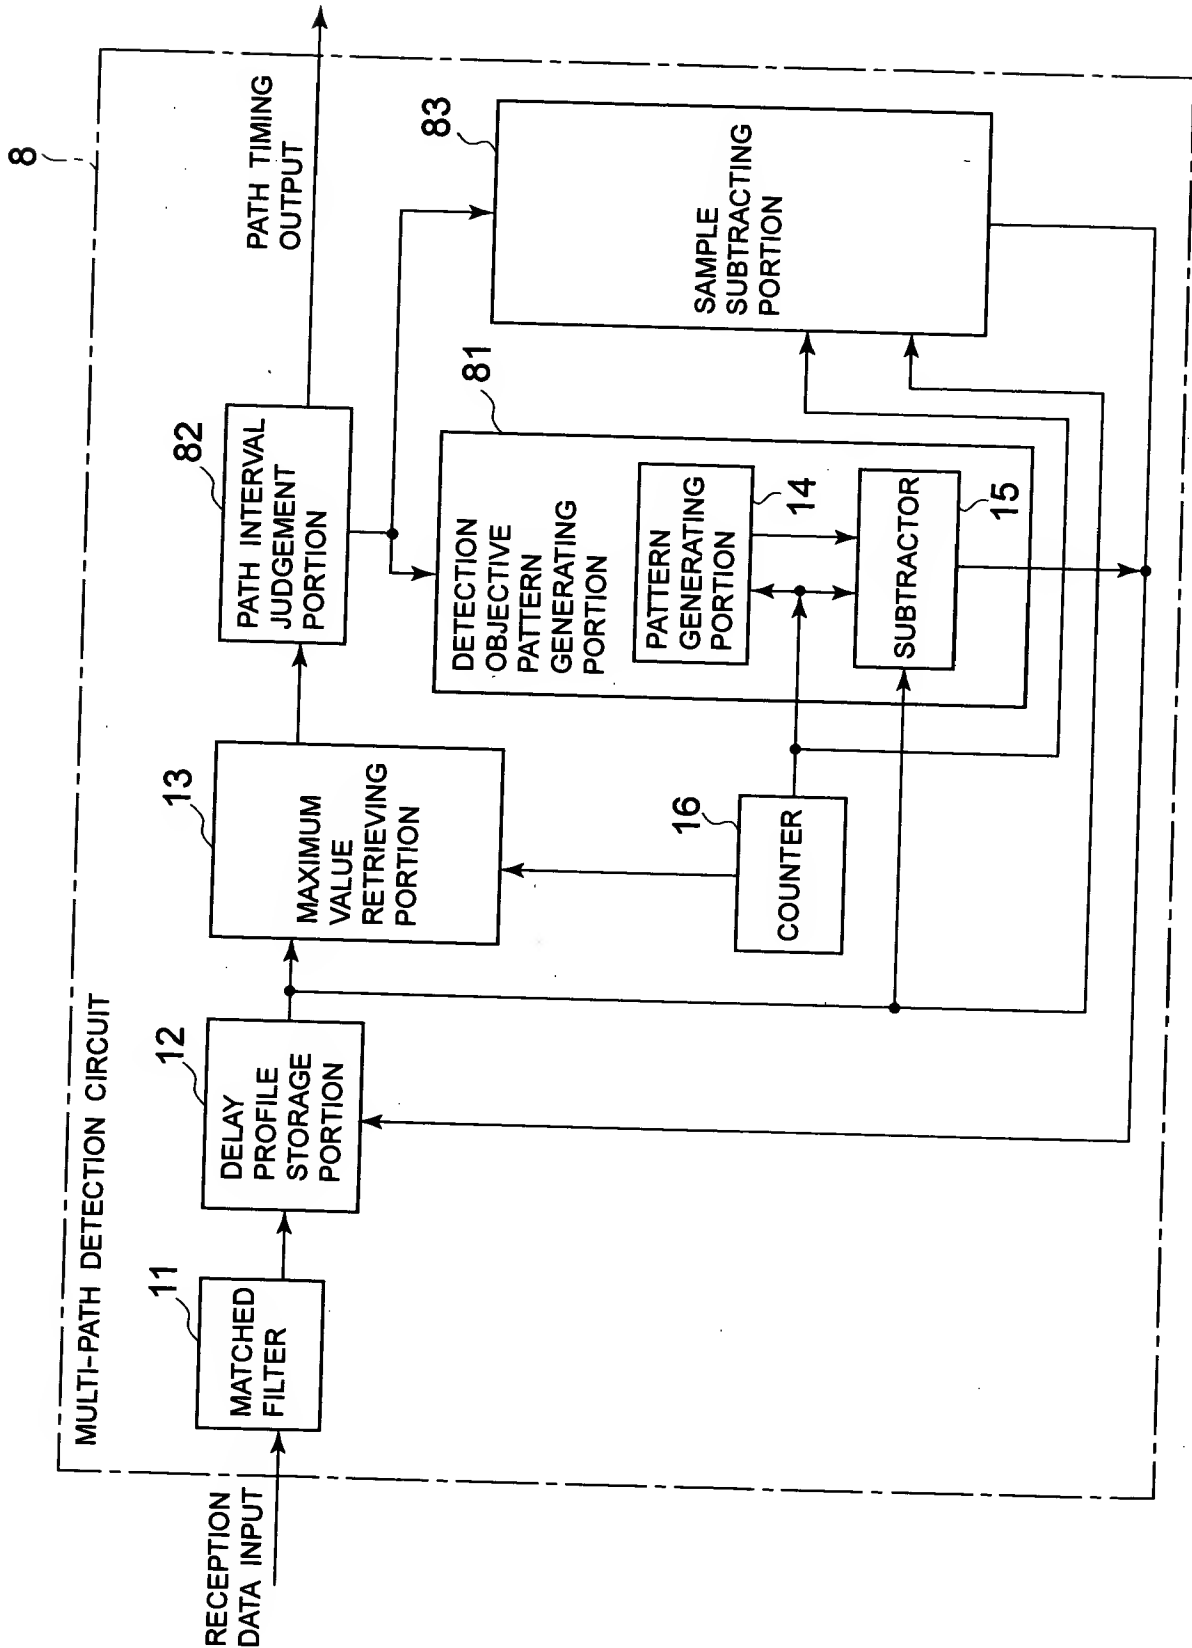 8
MULTI-PATH DETECTION CIRCUIT
RECEPTION
DATA INPUT
11
MATCHED
FILTER
12
DELAY
PROFILE
STORAGE
PORTION
13
MAXIMUM
VALUE
RETRIEVING
PORTION
82
PATH INTERVAL
JUDGEMENT
PORTION
PATH TIMING
OUTPUT
16
COUNTER
81
DETECTION
OBJECTIVE
PATTERN
GENERATING
PORTION
PATTERN
GENERATING
PORTION
14
SUBTRACTOR
15
83
SAMPLE
SUBTRACTING
PORTION